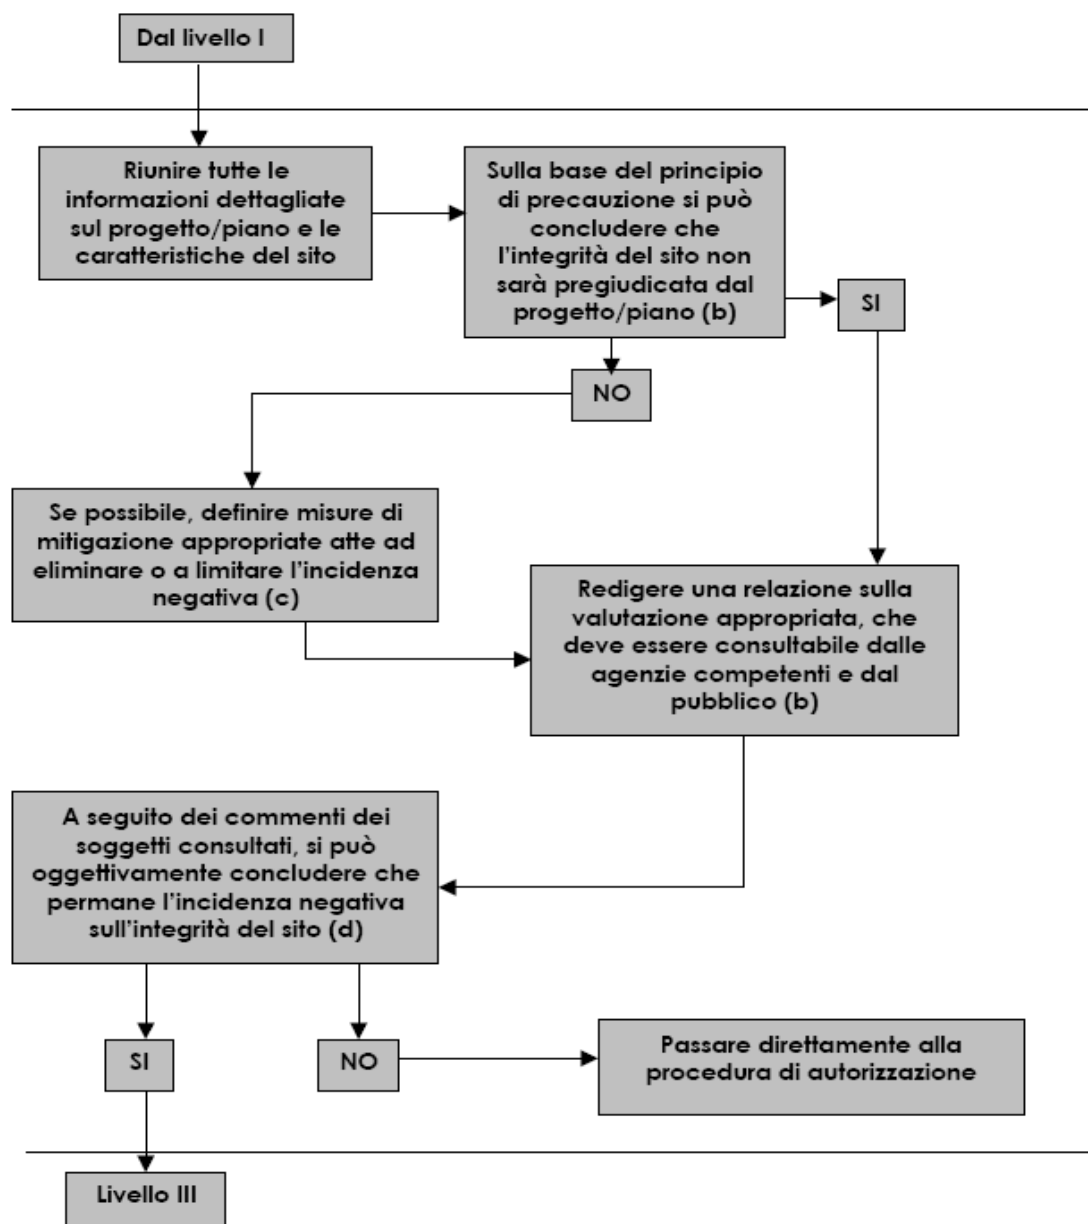 Dal livello I
Riunire tutte le
informazioni dettagliate
sul progetto/piano e le
caratteristiche del sito
Sulla base del principio
di precauzione si può
concludere che
l'integrità del sito non
sarà pregiudicata dal
progetto/piano (b)
SI
NO
Se possibile, definire misure di
mitigazione appropriate atte ad
eliminare o a limitare l'incidenza
negativa (c)
Redigere una relazione sulla
valutazione appropriata, che
deve essere consultabile dalle
agenzie competenti e dal
pubblico (b)
A seguito dei commenti dei
soggetti consultati, si può
oggettivamente concludere che
permane l'incidenza negativa
sull'integrità del sito (d)
SI
NO
Passare direttamente alla
procedura di autorizzazione
Livello III